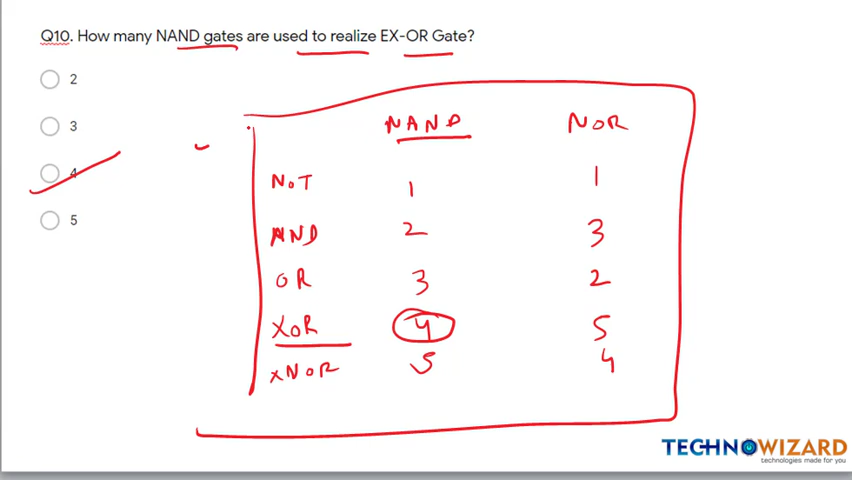 Q10. How many NAND gates are used to realize EX-OR Gate?
2
3
4
5
NAND NOR
NOT 1 1
AND 2 3
OR 3 2
XOR 4 5
XNOR 5 4
TECHNOWIZARD
technologies made for you